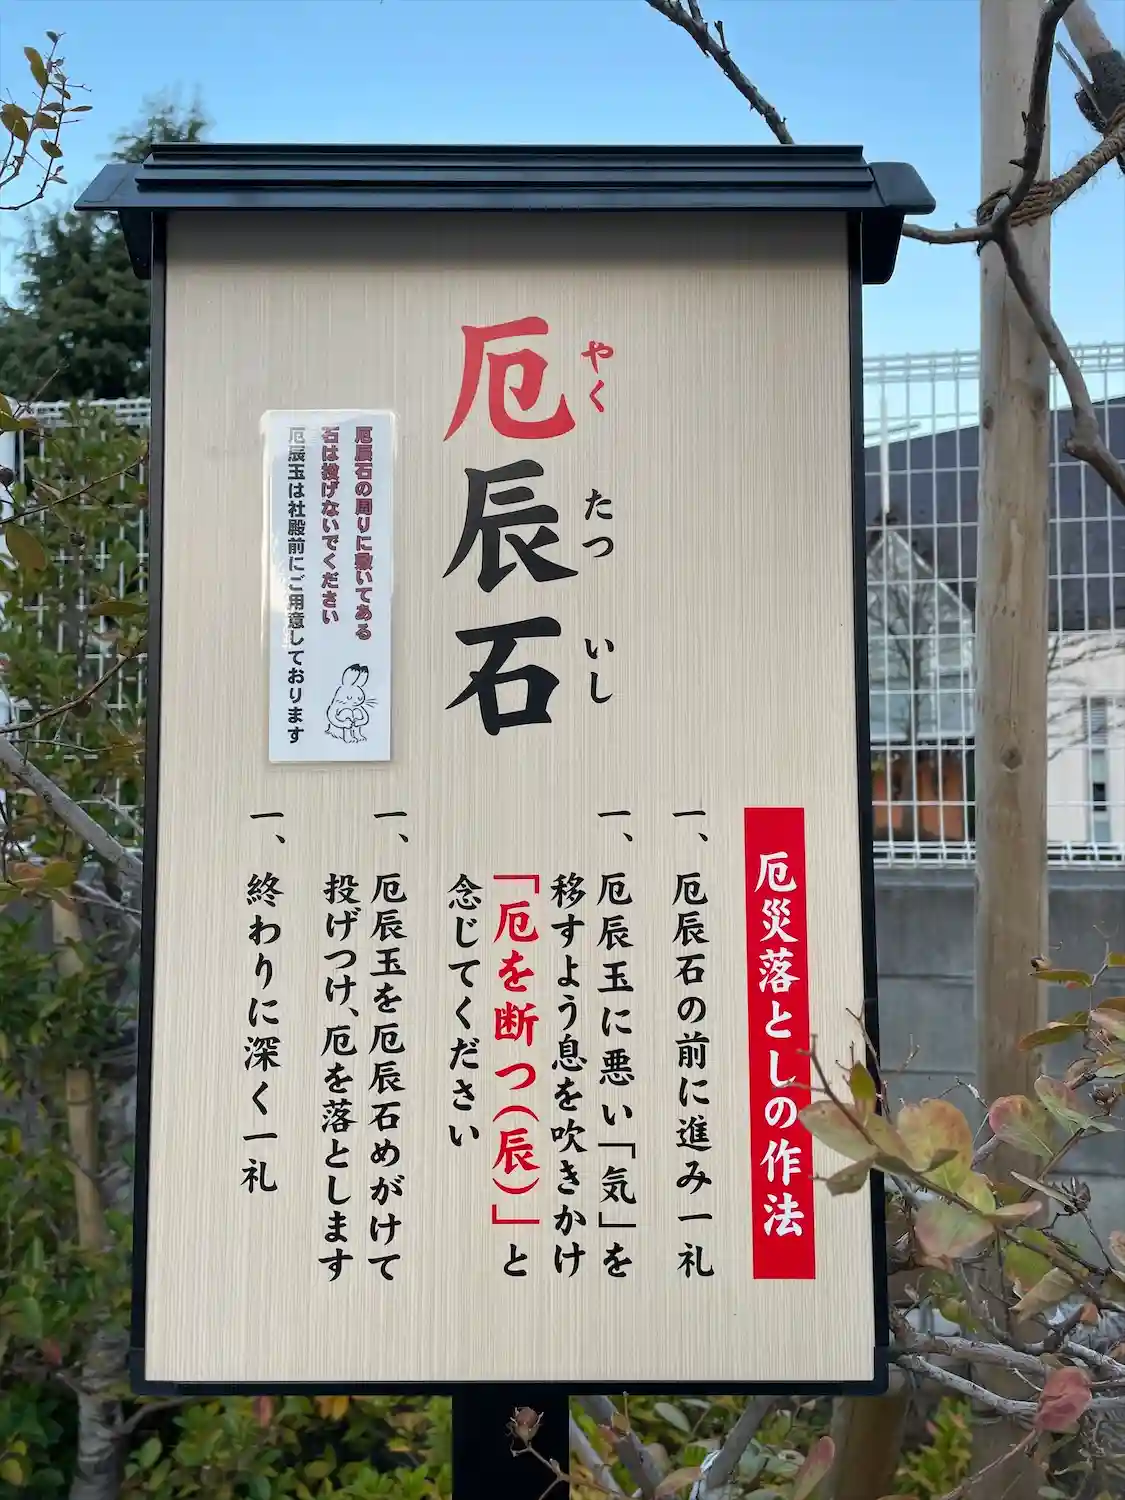 厄辰石
やく たつ いし
厄災落としの作法
一、厄辰石の前に進み一礼
一、厄辰玉に悪い「気」を
移すよう息を吹きかけ
「厄を断つ(辰)」と
念じてください
一、厄辰玉を厄辰石めがけて
投げつけ、厄を落とします
一、終わりに深く一礼
厄辰石の周りに敷いてある
石は投げないでください
厄辰玉は社殿前にご用意しております